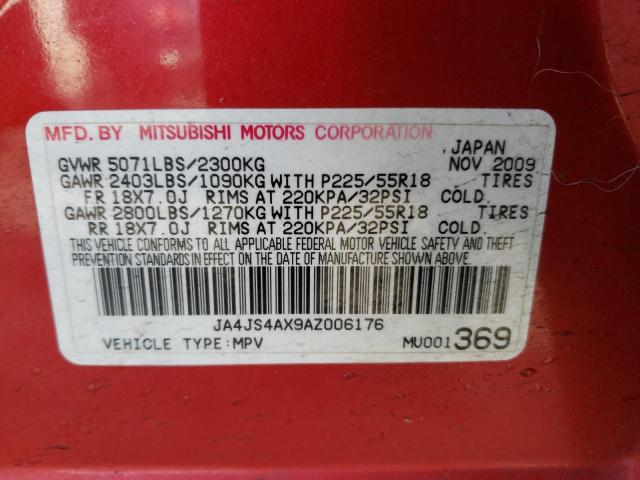 MFD. BY MITSUBISHI MOTORS CORPORATION
, JAPAN
GVWR 5071LBS/2300KG NOV 2009
GAWR 2403LBS/1090KG WITH P225/55R18 TIRES
FR 18X7.0J RIMS AT 220KPA/32PSI COLD.
GAWR 2800LBS/1270KG WITH P225/55R18 TIRES
RR 18X7.0J RIMS AT 220KPA/32PSI COLD.
THIS VEHICLE CONFORMS TO ALL APPLICABLE FEDERAL MOTOR VEHICLE SAFETY AND THEFT
PREVENTION STANDARDS IN EFFECT ON THE DATE OF MANUFACTURE SHOWN ABOVE.
JA4JS4AX9AZ006176
VEHICLE TYPE:MPV MU001 369